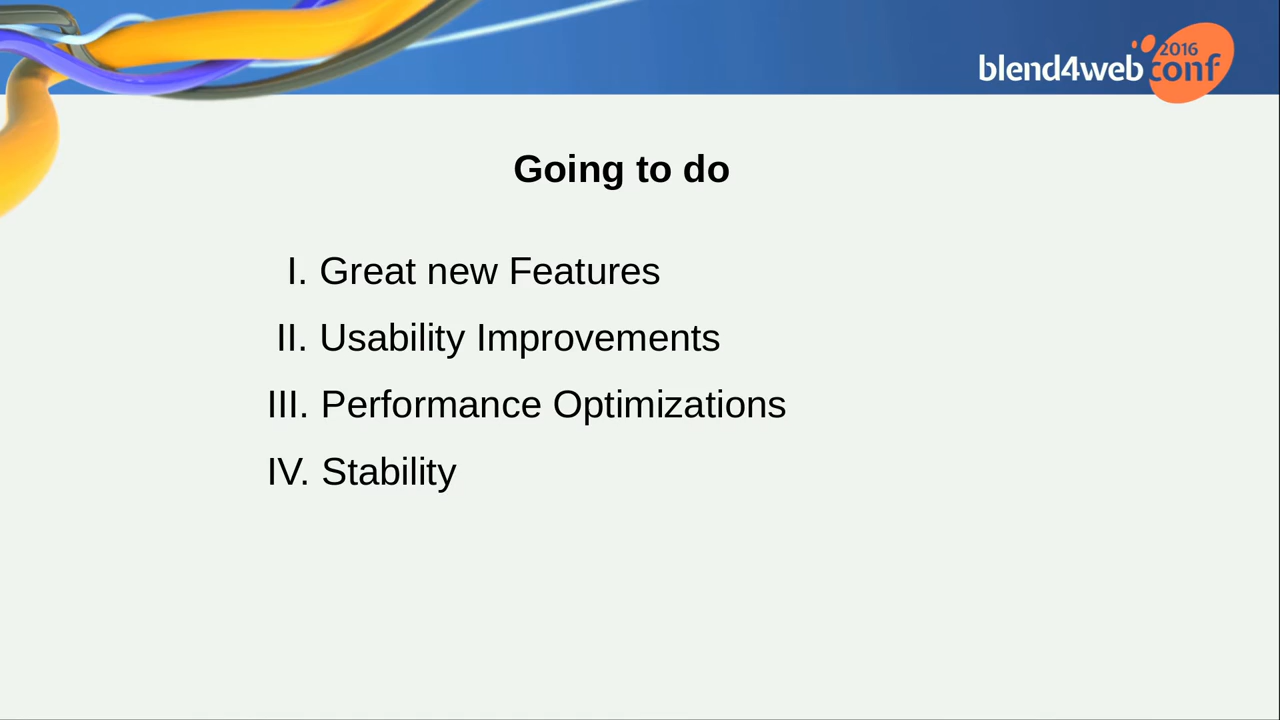 2016
blend4web conf
Going to do
I. Great new Features
II. Usability Improvements
III. Performance Optimizations
IV. Stability